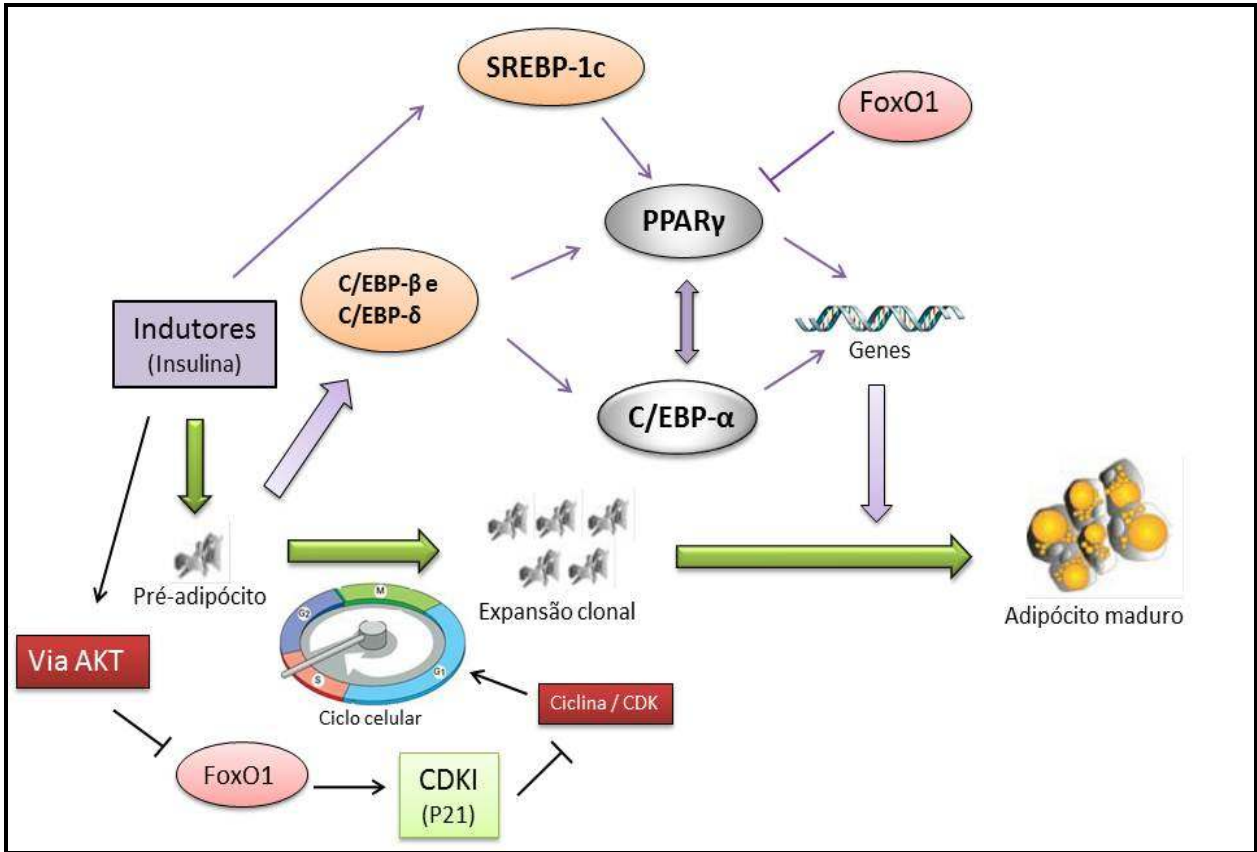 SREBP-1c
FoxO1
PPARγ
C/EBP-β e
C/EBP-δ
Indutores
(Insulina)
Genes
C/EBP-α
Pré-adipócito
Expansão clonal
Adipócito maduro
M
G2
G1
S
Ciclo celular
Via AKT
Ciclina / CDK
FoxO1
CDKI
(P21)